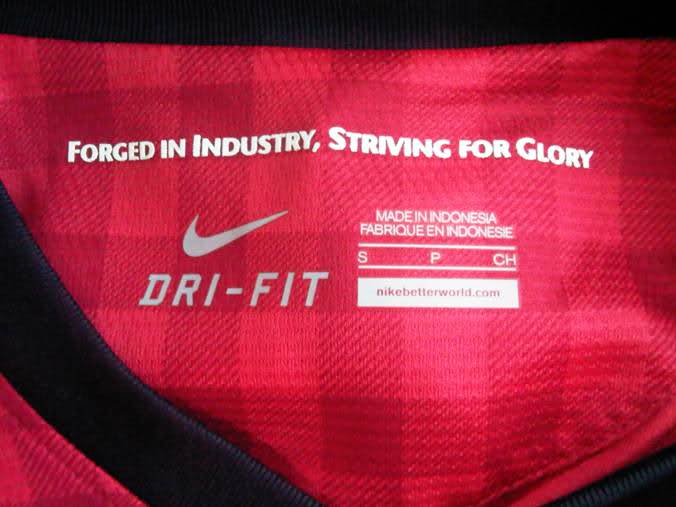 FORGED IN INDUSTRY, STRIVING FOR GLORY
DRI-FIT
MADE IN INDONESIA
FABRIQUE EN INDONESIE
S P CH
nikebetterworld.com